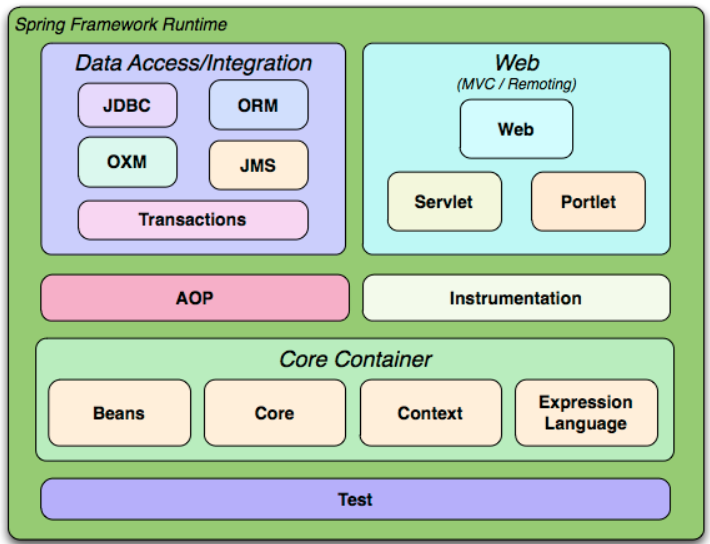 Spring Framework Runtime
Data Access/Integration
JDBC
ORM
OXM
JMS
Transactions
Web
(MVC / Remoting)
Web
Servlet
Portlet
AOP
Instrumentation
Core Container
Beans
Core
Context
Expression
Language
Test